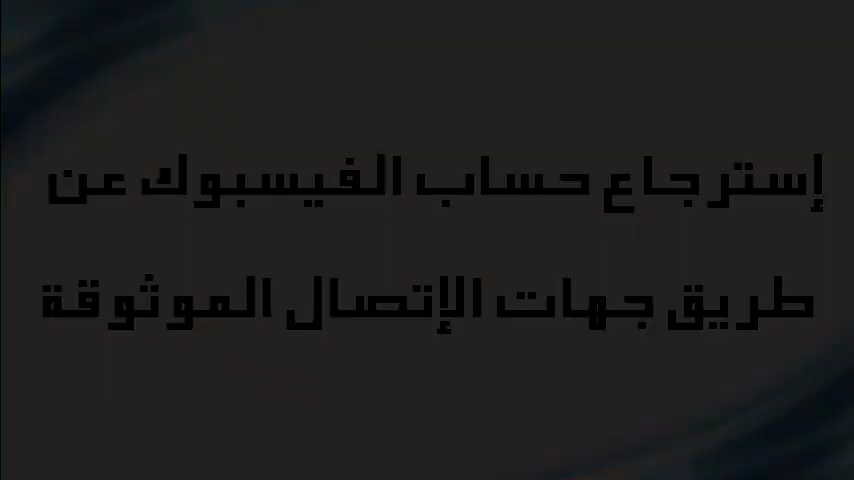 إسترجاع حساب الفيسبوك عن
طريق جهات الإتصال الموثوقة